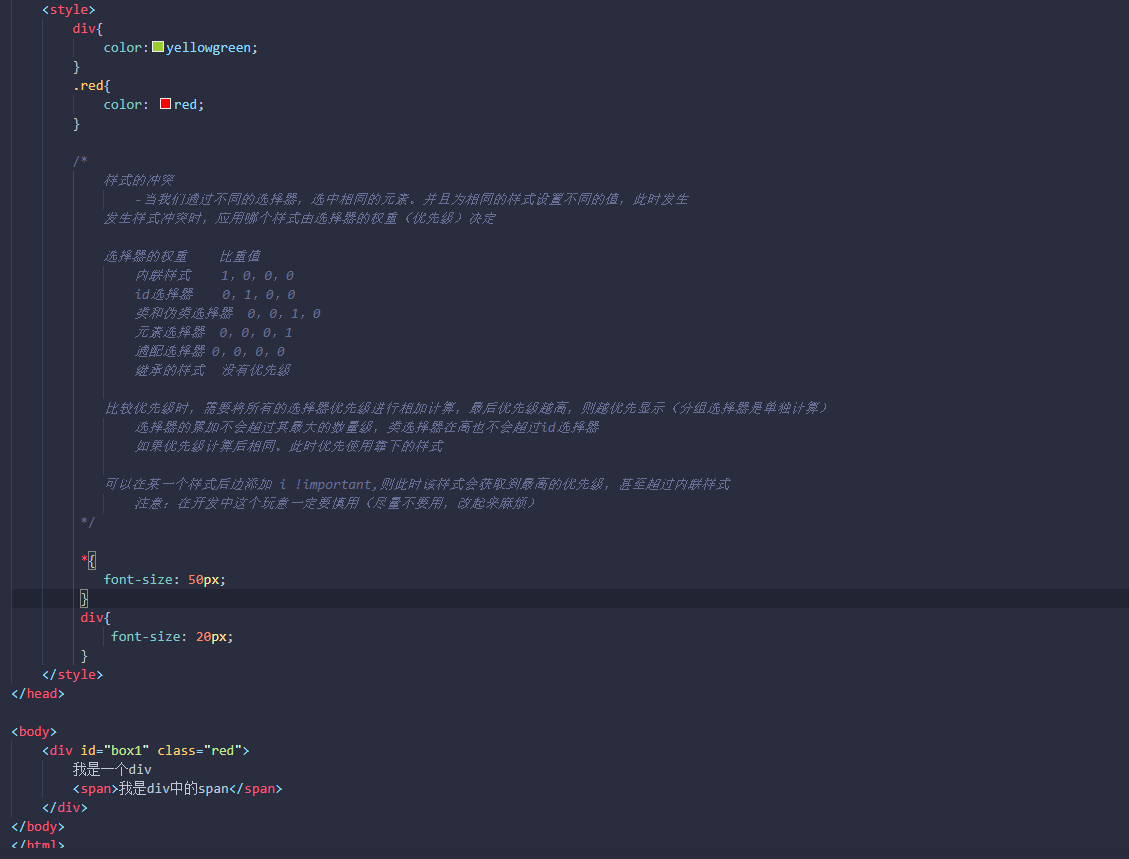 <style>
div{
color:yellowgreen;
}
.red{
color: red;
}
/*
样式的冲突
-当我们通过不同的选择器，选中相同的元素。并且为相同的样式设置不同的值，此时发生
发生样式冲突时，应用哪个样式由选择器的权重（优先级）决定
选择器的权重 比重值
内联样式 1，0，0，0
id选择器 0，1，0，0
类和伪类选择器 0，0，1，0
元素选择器 0，0，0，1
通配选择器 0，0，0，0
继承的样式 没有优先级
比较优先级时，需要将所有的选择器优先级进行相加计算，最后优先级越高，则越优先显示（分组选择器是单独计算）
选择器的累加不会超过其最大的数量级，类选择器在高也不会超过id选择器
如果优先级计算后相同。此时优先使用靠下的样式
可以在某一个样式后边添加 i !important,则此时该样式会获取到最高的优先级，甚至超过内联样式
注意：在开发中这个玩意一定要慎用（尽量不要用，改起来麻烦）
*/
*{
font-size: 50px;
}
div{
font-size: 20px;
}
</style>
</head>
<body>
<div id="box1" class="red">
我是一个div
<span>我是div中的span</span>
</div>
</body>
</html>